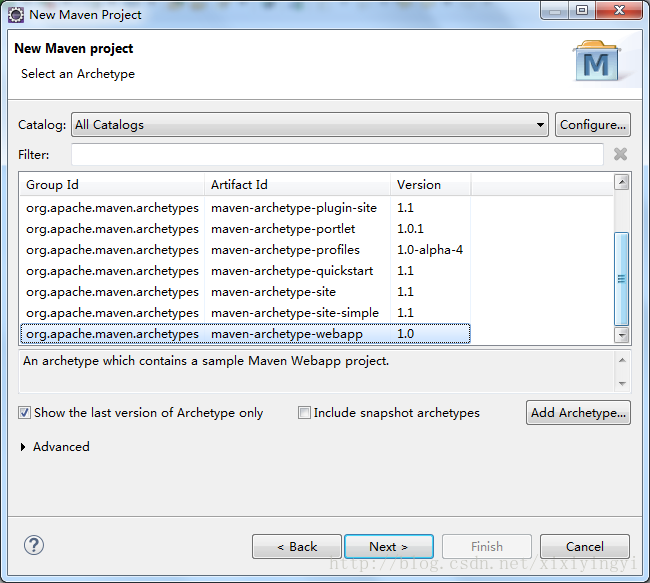 New Maven Project
New Maven project
Select an Archetype
M
Catalog: All Catalogs Configure...
Filter:
Group Id Artifact Id Version
org.apache.maven.archetypes maven-archetype-plugin-site 1.1
org.apache.maven.archetypes maven-archetype-portlet 1.0.1
org.apache.maven.archetypes maven-archetype-profiles 1.0-alpha-4
org.apache.maven.archetypes maven-archetype-quickstart 1.1
org.apache.maven.archetypes maven-archetype-site 1.1
org.apache.maven.archetypes maven-archetype-site-simple 1.1
org.apache.maven.archetypes maven-archetype-webapp 1.0
An archetype which contains a sample Maven Webapp project.
Show the last version of Archetype only Include snapshot archetypes Add Archetype...
Advanced
? < Back Next > Finish Cancel
http://blog.csdn.net/xixiyingyi